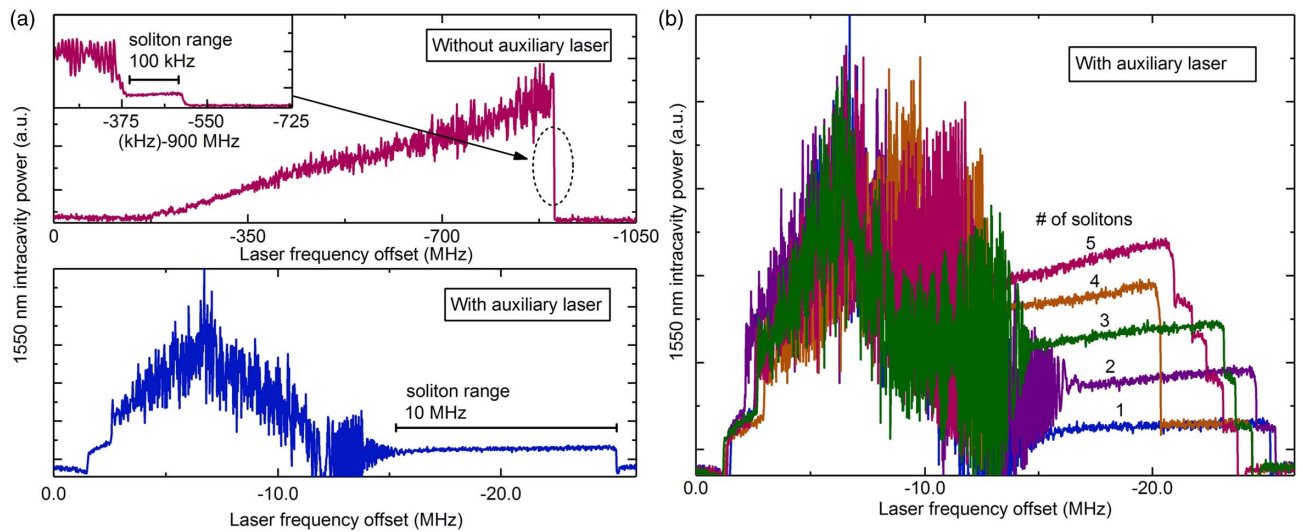 (a)
soliton range
100 kHz
-375
-550
-725
(kHz)-900 MHz
Without auxiliary laser
0
-350
-700
-1050
Laser frequency offset (MHz)
1550 nm intracavity power (a.u.)
With auxiliary laser
soliton range
10 MHz
0.0
-10.0
-20.0
Laser frequency offset (MHz)
(b)
With auxiliary laser
# of solitons
5
4
3
2
1
1550 nm intracavity power (a.u.)
0.0
-5.0
-10.0
-20.0
Laser frequency offset (MHz)